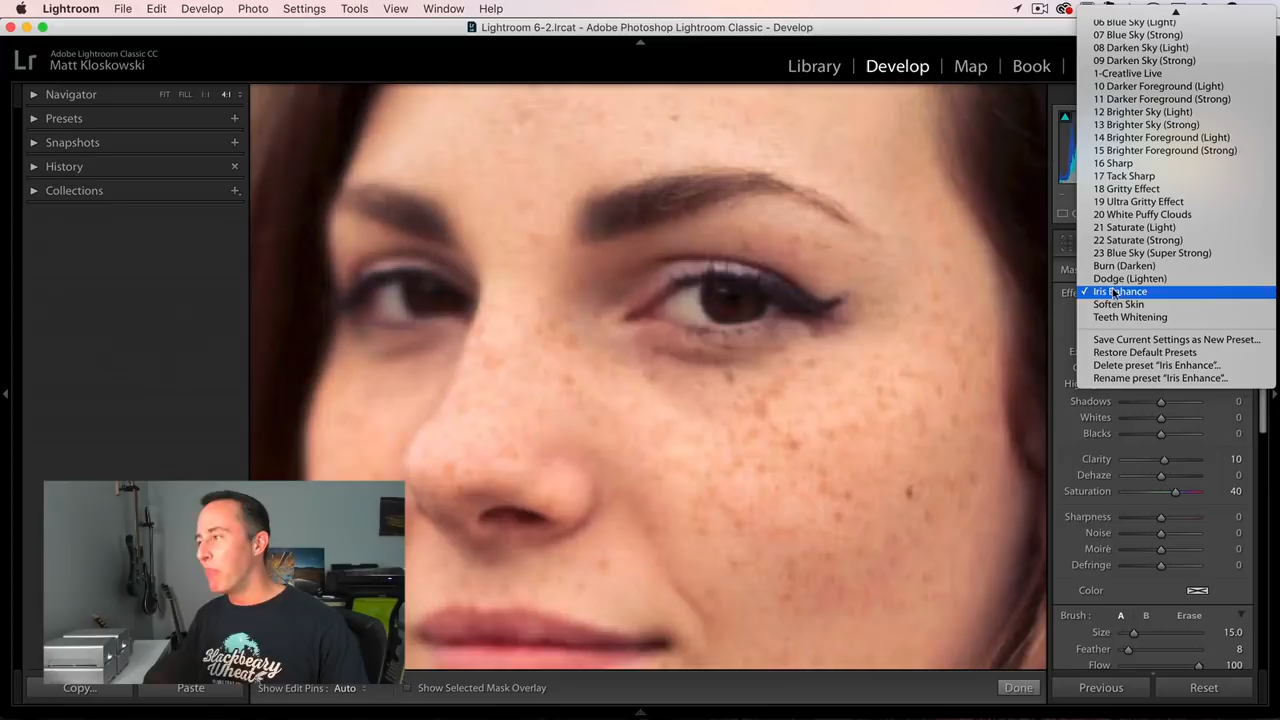 Lightroom File Edit Library Develop Photo Settings Tools View Window Help
Lightroom 6-2.lrcat - Adobe Photoshop Lightroom Classic - Develop
Lr
Adobe Lightroom Classic CC
Matt Kloskowski
Library | Develop | Map | Book |
Navigator FIT FILL 1:1 4:1
Presets
Snapshots
History
Collections
06 Blue Sky (Light)
07 Blue Sky (Strong)
08 Darken Sky (Light)
09 Darken Sky (Strong)
1-Creatlive Live
10 Darker Foreground (Light)
11 Darker Foreground (Strong)
12 Brighter Sky (Light)
13 Brighter Sky (Strong)
14 Brighter Foreground (Light)
15 Brighter Foreground (Strong)
16 Sharp
17 Tack Sharp
18 Gritty Effect
19 Ultra Gritty Effect
20 White Puffy Clouds
21 Saturate (Light)
22 Saturate (Strong)
23 Blue Sky (Super Strong)
Burn (Darken)
Dodge (Lighten)
Iris Enhance
Soften Skin
Teeth Whitening
Save Current Settings as New Preset...
Restore Default Presets
Delete preset “Iris Enhance”...
Rename preset “Iris Enhance”...
Shadows 0
Whites 0
Blacks 0
Clarity 10
Dehaze 0
Saturation 40
Sharpness 0
Noise 0
Moiré 0
Defringe 0
Color
Brush: A B Erase
Size 15.0
Feather 8
Flow 100
Blackbeary
Wheat
Copy... Paste
Show Edit Pins: Auto
Show Selected Mask Overlay
Done
Previous Reset